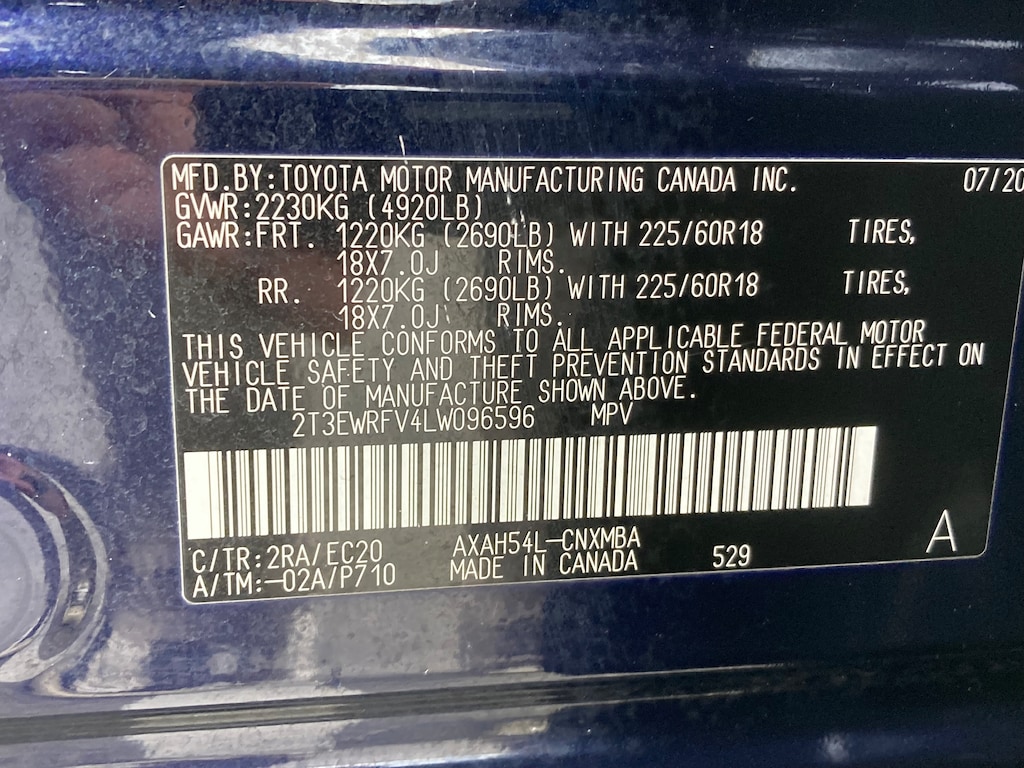 MFD.BY:TOYOTA MOTOR MANUFACTURING CANADA INC. 07/20
GVWR:2230KG (4920LB)
GAWR:FRT. 1220KG (2690LB) WITH 225/60R18 TIRES,
18X7.0J RIMS.
RR. 1220KG (2690LB) WITH 225/60R18 TIRES,
18X7.0J RIMS.
THIS VEHICLE CONFORMS TO ALL APPLICABLE FEDERAL MOTOR
VEHICLE SAFETY AND THEFT PREVENTION STANDARDS IN EFFECT ON
THE DATE OF MANUFACTURE SHOWN ABOVE.
2T3EWRFV4LW096596 MPV
C/TR:2RA/EC20 AXAH54L-CNXMBA 529 A
A/TM:-02A/P710 MADE IN CANADA